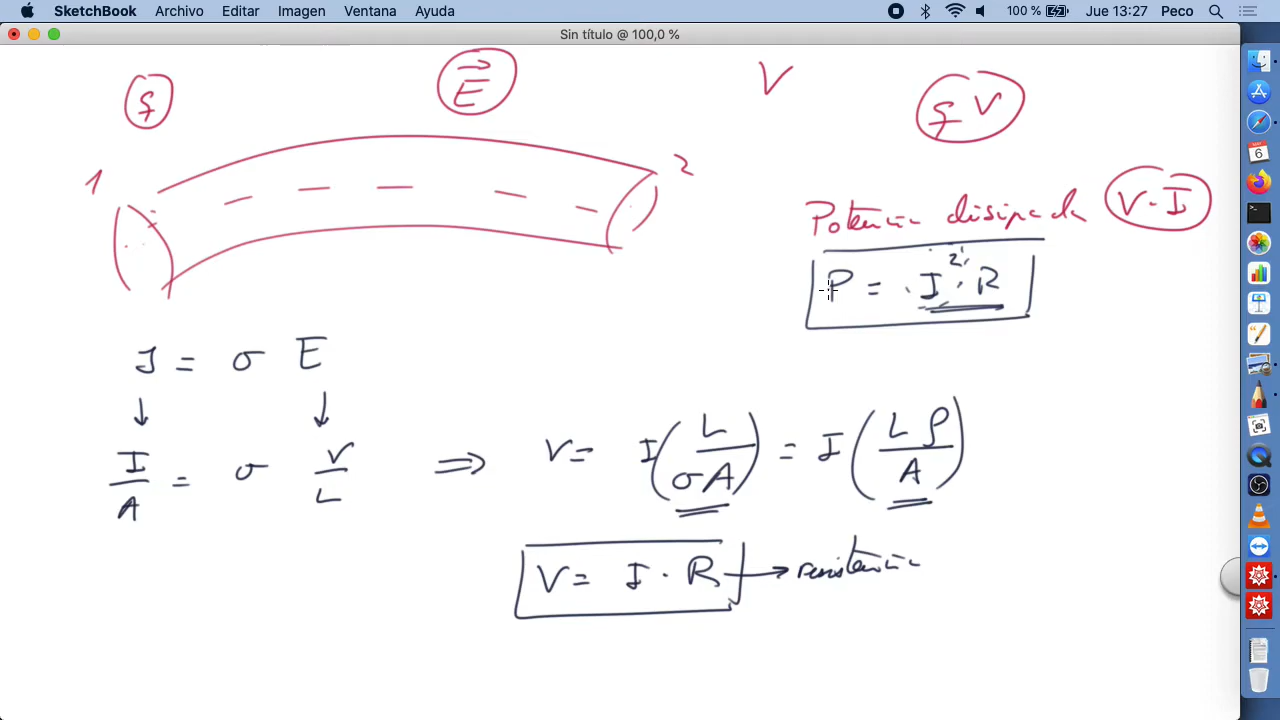 SketchBook Archivo Editar Imagen Ventana Ayuda 100 % Jue 13:27 Peco
Sin título @ 100,0 %
q E V q V
1 2
Potencia disipada V · I
P = · I² · R
J = σ E
↓ ↓
I/A = σ V/L ⟹ V = I (L/σA) = I (L ρ/A)
V = I · R → resistencia
6